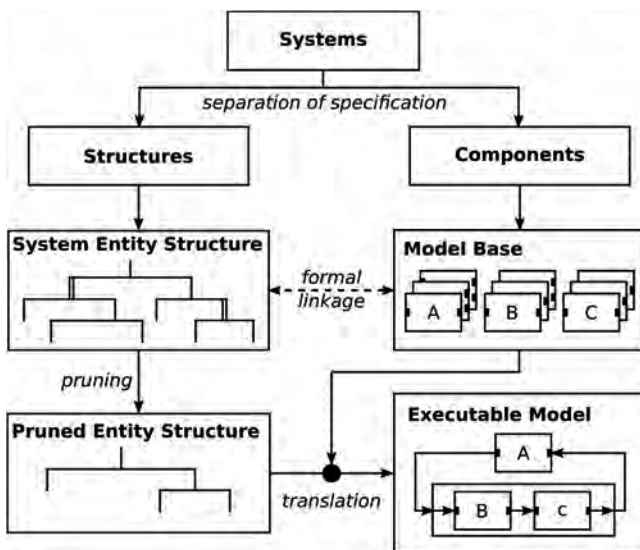 Systems
separation of specification
Structures
Components
System Entity Structure
Model Base
formal
linkage
A
B
C
pruning
Pruned Entity Structure
translation
Executable Model
A
B
c